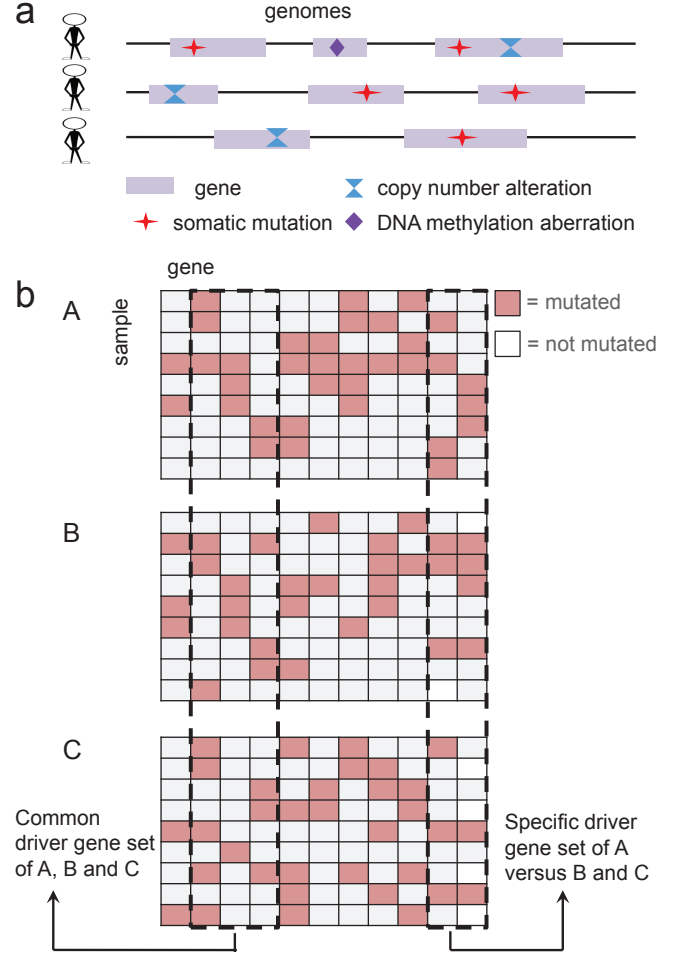 a
genomes
gene
copy number alteration
somatic mutation
DNA methylation aberration
gene
b
A
sample
= mutated
= not mutated
B
C
Common
driver gene set
of A, B and C
Specific driver
gene set of A
versus B and C